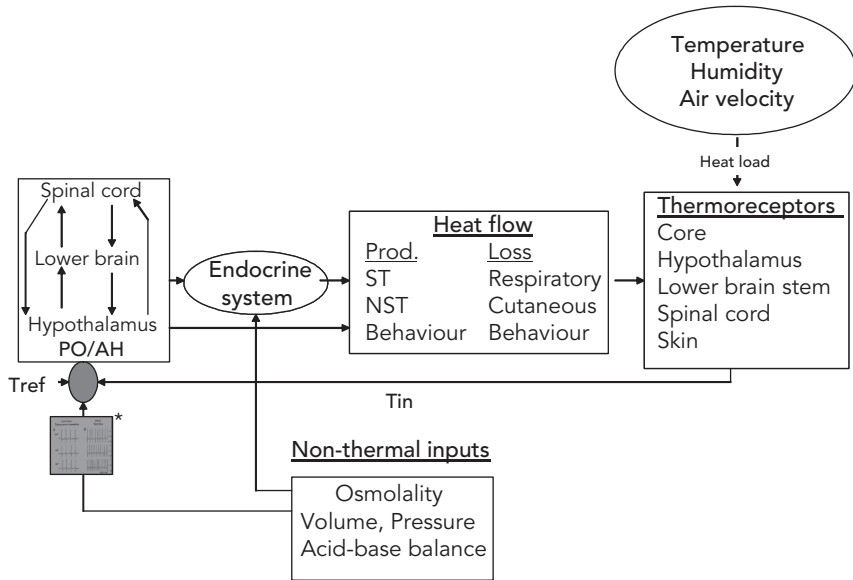 Temperature
Humidity
Air velocity
Heat load
Spinal cord
Lower brain
Hypothalamus
PO/AH
Endocrine
system
Heat flow
Prod. Loss
ST Respiratory
NST Cutaneous
Behaviour Behaviour
Thermoreceptors
Core
Hypothalamus
Lower brain stem
Spinal cord
Skin
Tref
Tin
*
Non-thermal inputs
Osmolality
Volume, Pressure
Acid-base balance